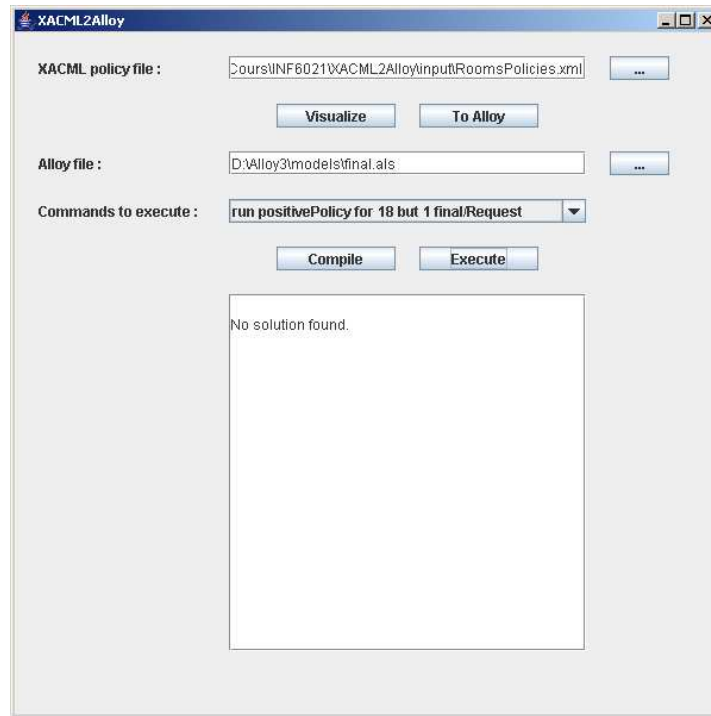 XACML2Alloy
XACML policy file :
Cours\INF6021\XACML2Alloy\input\RoomsPolicies.xml
...
Visualize
To Alloy
Alloy file :
D:\Alloy3\models\final.als
...
Commands to execute :
run positivePolicy for 18 but 1 final/Request
Compile
Execute
No solution found.